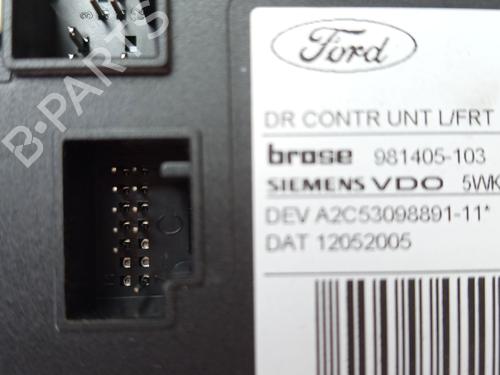 Ford
DR CONTR UNT L/FRT
brose 981405-103
SIEMENS VDO 5WK
DEV A2C53098891-11*
DAT 12052005
C
B-PARTS